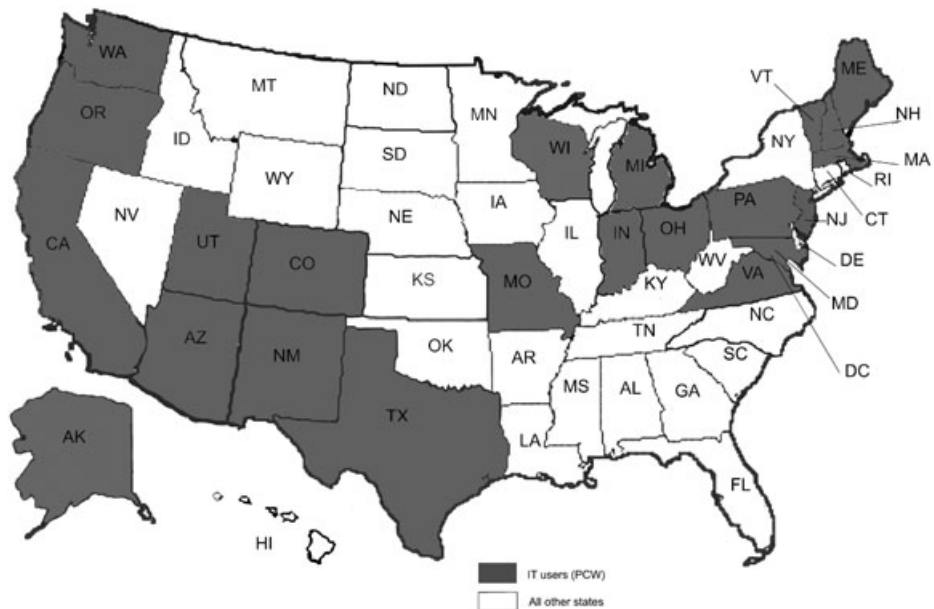 WA
MT
ND
MN
VT
ME
OR
ID
SD
WI
MI
NY
NH
MA
WY
RI
NV
NE
IA
PA
NJ
CT
CA
UT
CO
IL
IN
OH
DE
KS
MO
WV
VA
KY
MD
AZ
NM
OK
AR
TN
NC
SC
DC
MS
AL
GA
TX
LA
AK
FL
HI
IT users (PCW)
All other states